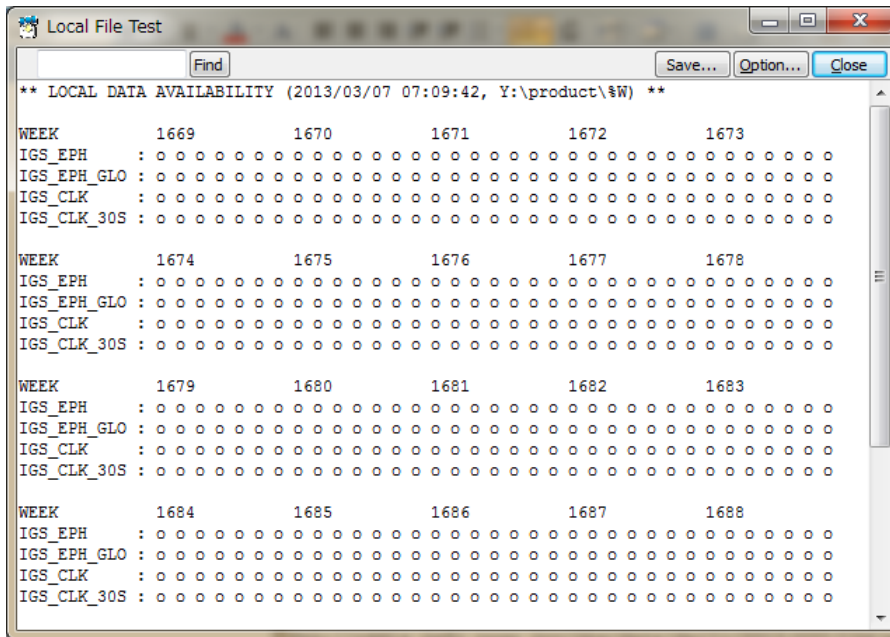 Local File Test
Find Save... Option... Close
** LOCAL DATA AVAILABILITY (2013/03/07 07:09:42, Y:\product\%W) **
WEEK 1669 1670 1671 1672 1673
IGS_EPH : o o o o o o o o o o o o o o o o o o o o o o o o o o o o o o o o o o o
IGS_EPH_GLO : o o o o o o o o o o o o o o o o o o o o o o o o o o o o o o o o o o o
IGS_CLK : o o o o o o o o o o o o o o o o o o o o o o o o o o o o o o o o o o o
IGS_CLK_30S : o o o o o o o o o o o o o o o o o o o o o o o o o o o o o o o o o o o
WEEK 1674 1675 1676 1677 1678
IGS_EPH : o o o o o o o o o o o o o o o o o o o o o o o o o o o o o o o o o o o
IGS_EPH_GLO : o o o o o o o o o o o o o o o o o o o o o o o o o o o o o o o o o o o
IGS_CLK : o o o o o o o o o o o o o o o o o o o o o o o o o o o o o o o o o o o
IGS_CLK_30S : o o o o o o o o o o o o o o o o o o o o o o o o o o o o o o o o o o o
WEEK 1679 1680 1681 1682 1683
IGS_EPH : o o o o o o o o o o o o o o o o o o o o o o o o o o o o o o o o o o o
IGS_EPH_GLO : o o o o o o o o o o o o o o o o o o o o o o o o o o o o o o o o o o o
IGS_CLK : o o o o o o o o o o o o o o o o o o o o o o o o o o o o o o o o o o o
IGS_CLK_30S : o o o o o o o o o o o o o o o o o o o o o o o o o o o o o o o o o o o
WEEK 1684 1685 1686 1687 1688
IGS_EPH : o o o o o o o o o o o o o o o o o o o o o o o o o o o o o o o o o o o
IGS_EPH_GLO : o o o o o o o o o o o o o o o o o o o o o o o o o o o o o o o o o o o
IGS_CLK : o o o o o o o o o o o o o o o o o o o o o o o o o o o o o o o o o o o
IGS_CLK_30S : o o o o o o o o o o o o o o o o o o o o o o o o o o o o o o o o o o o